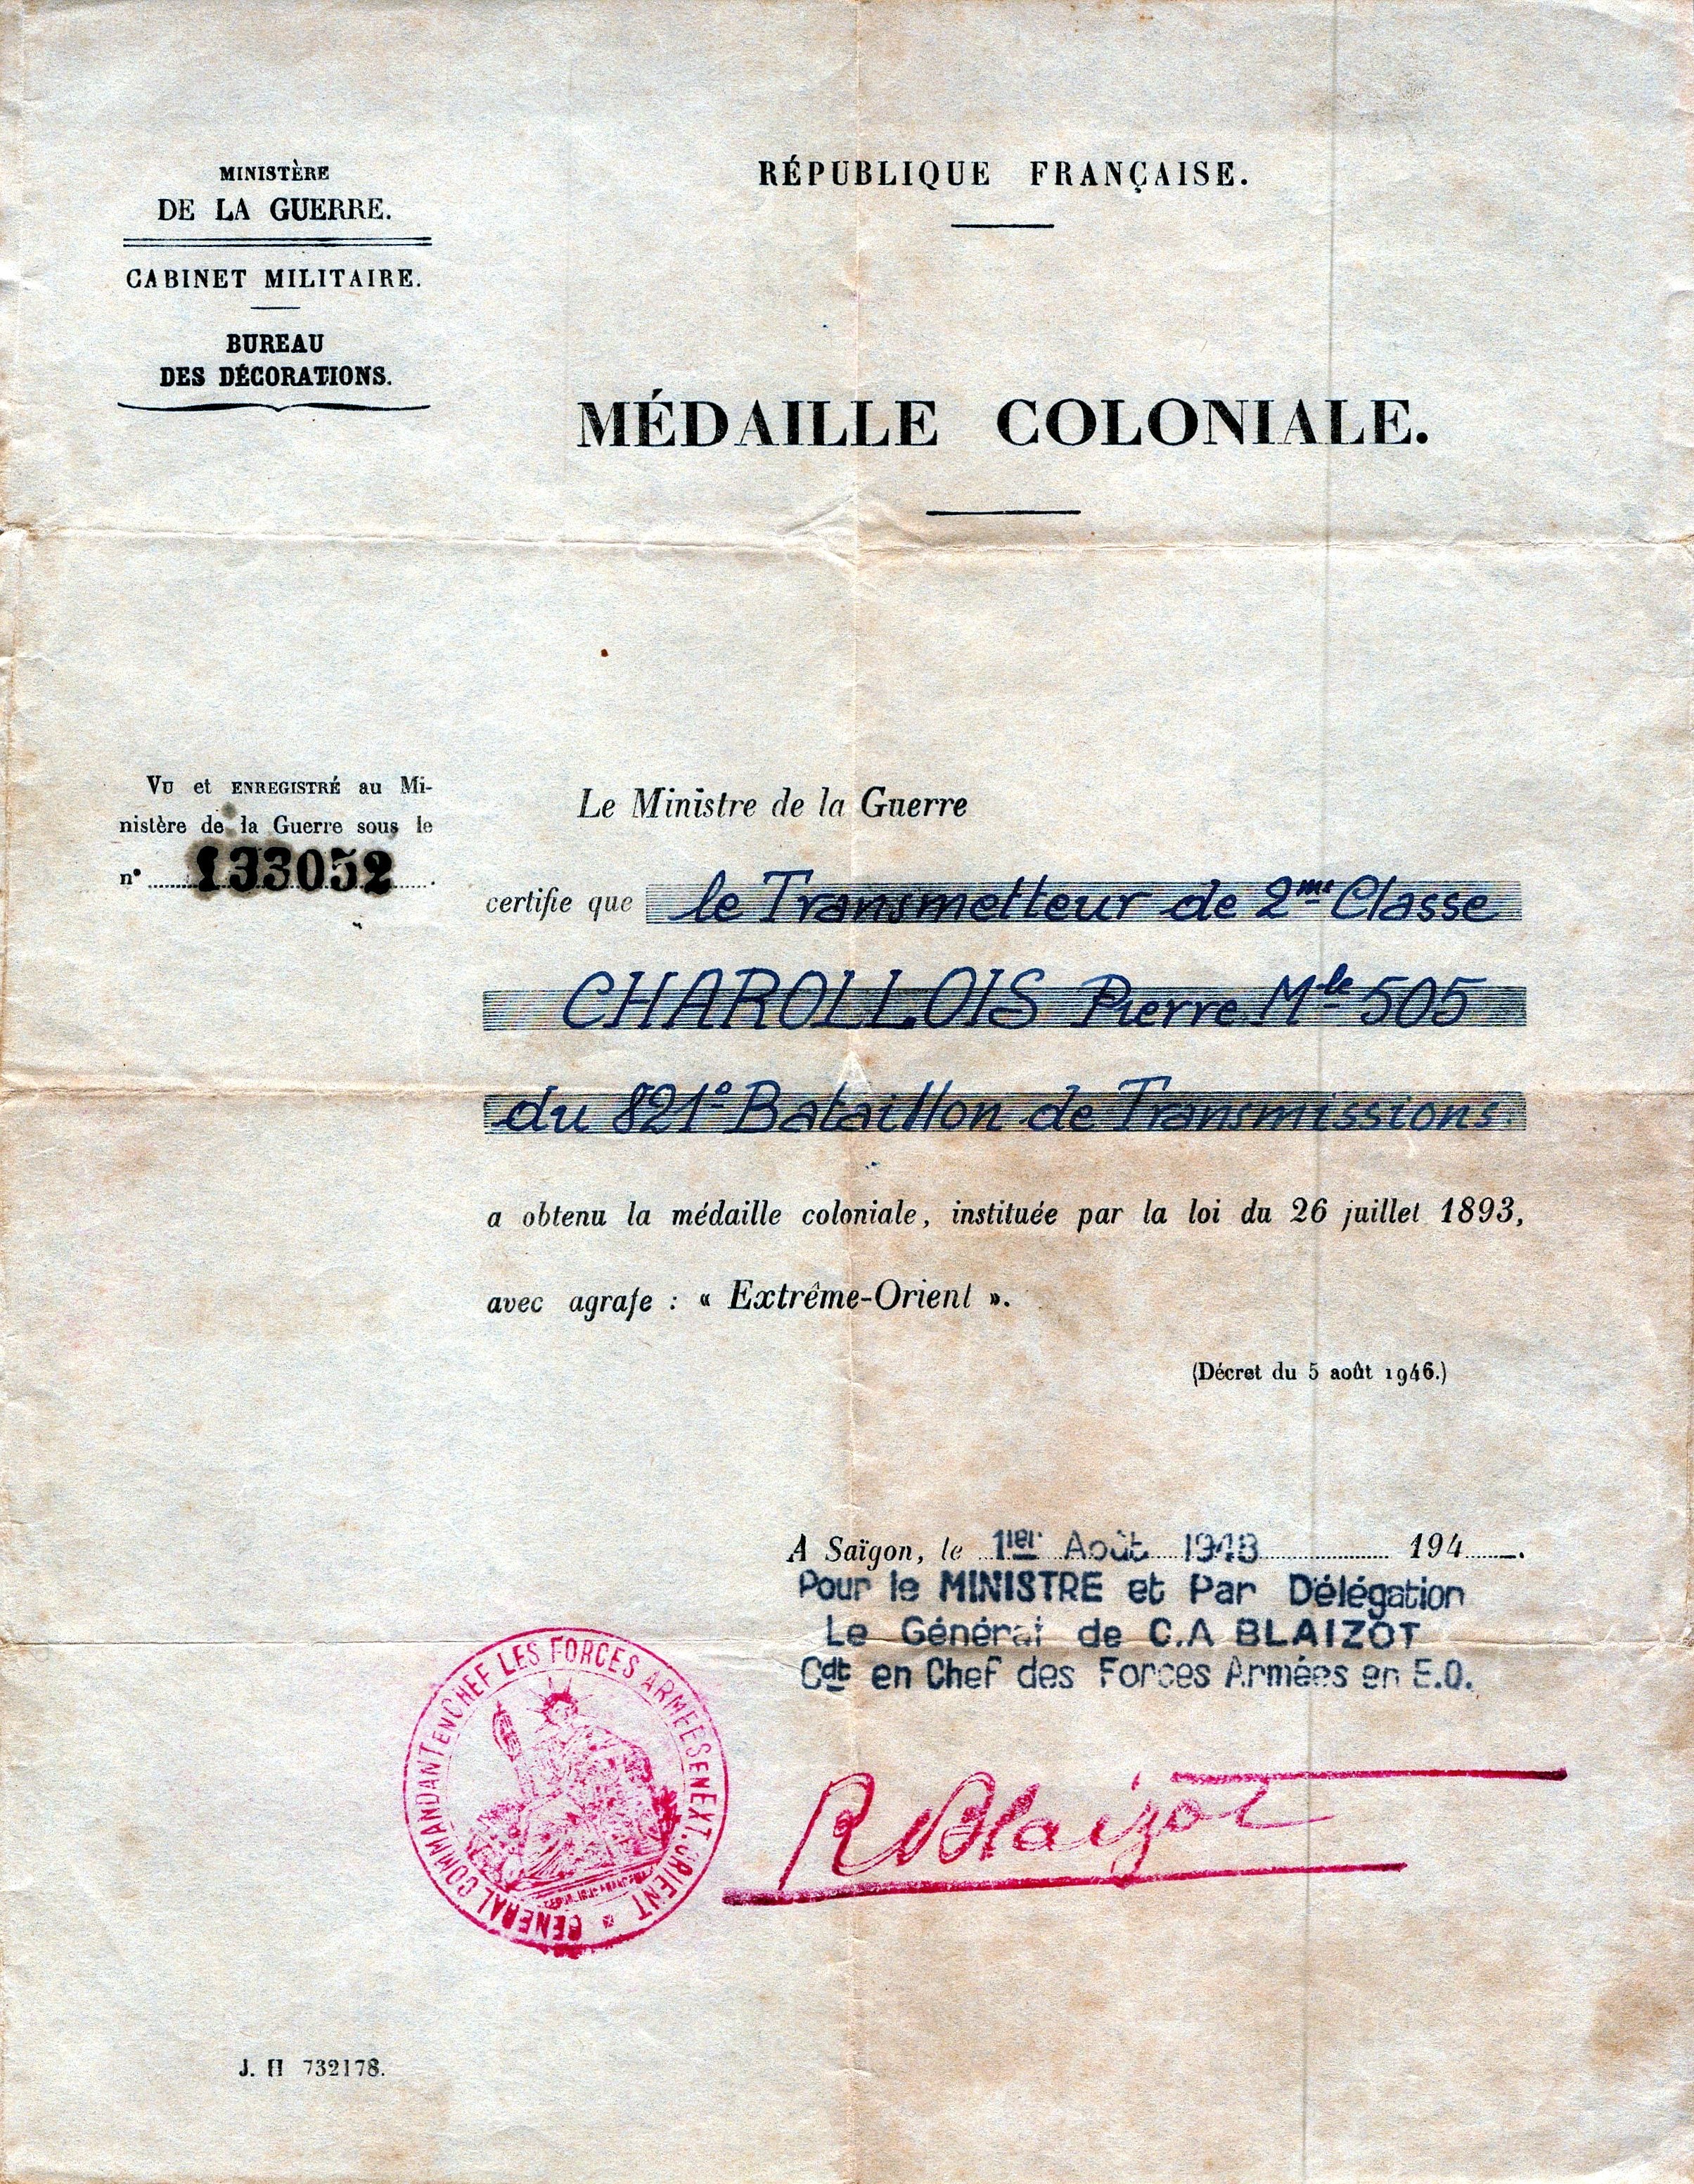 MINISTÈRE
DE LA GUERRE.
CABINET MILITAIRE.
BUREAU
DES DÉCORATIONS.
RÉPUBLIQUE FRANÇAISE.
MÉDAILLE COLONIALE.
Vu et ENREGISTRÉ au Mi-
nistère de la Guerre sous le
n° 133052.
Le Ministre de la Guerre
certifie que le Transmetteur de 2me Classe
CHAROLLOIS Pierre Mle 505
du 821e Bataillon de Transmissions.
a obtenu la médaille coloniale, instituée par la loi du 26 juillet 1893,
avec agrafe : « Extrême-Orient ».
(Décret du 5 août 1946.)
A Saïgon, le 1ier Août 1948 194 .
Pour le MINISTRE et Par Délégation
Le Général de C.A BLAIZOT
Cdt en Chef des Forces Armées en E.O.
GENERAL COMMANDANT EN CHEF LES FORCES ARMEES EN EXT. ORIENT
R Blaizot
J. 732178.